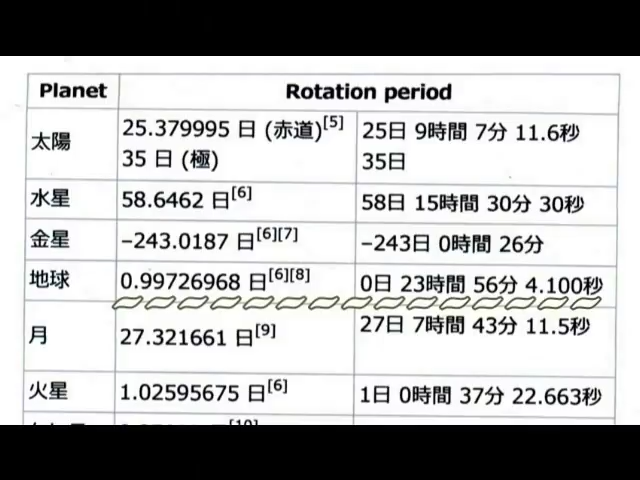 Planet Rotation period
太陽 25.379995 日 (赤道)[5] 25日 9時間 7分 11.6秒
35 日 (極) 35日
水星 58.6462 日[6] 58日 15時間 30分 30秒
金星 –243.0187 日[6][7] –243日 0時間 26分
地球 0.99726968 日[6][8] 0日 23時間 56分 4.100秒
月 27.321661 日[9] 27日 7時間 43分 11.5秒
火星 1.02595675 日[6] 1日 0時間 37分 22.663秒